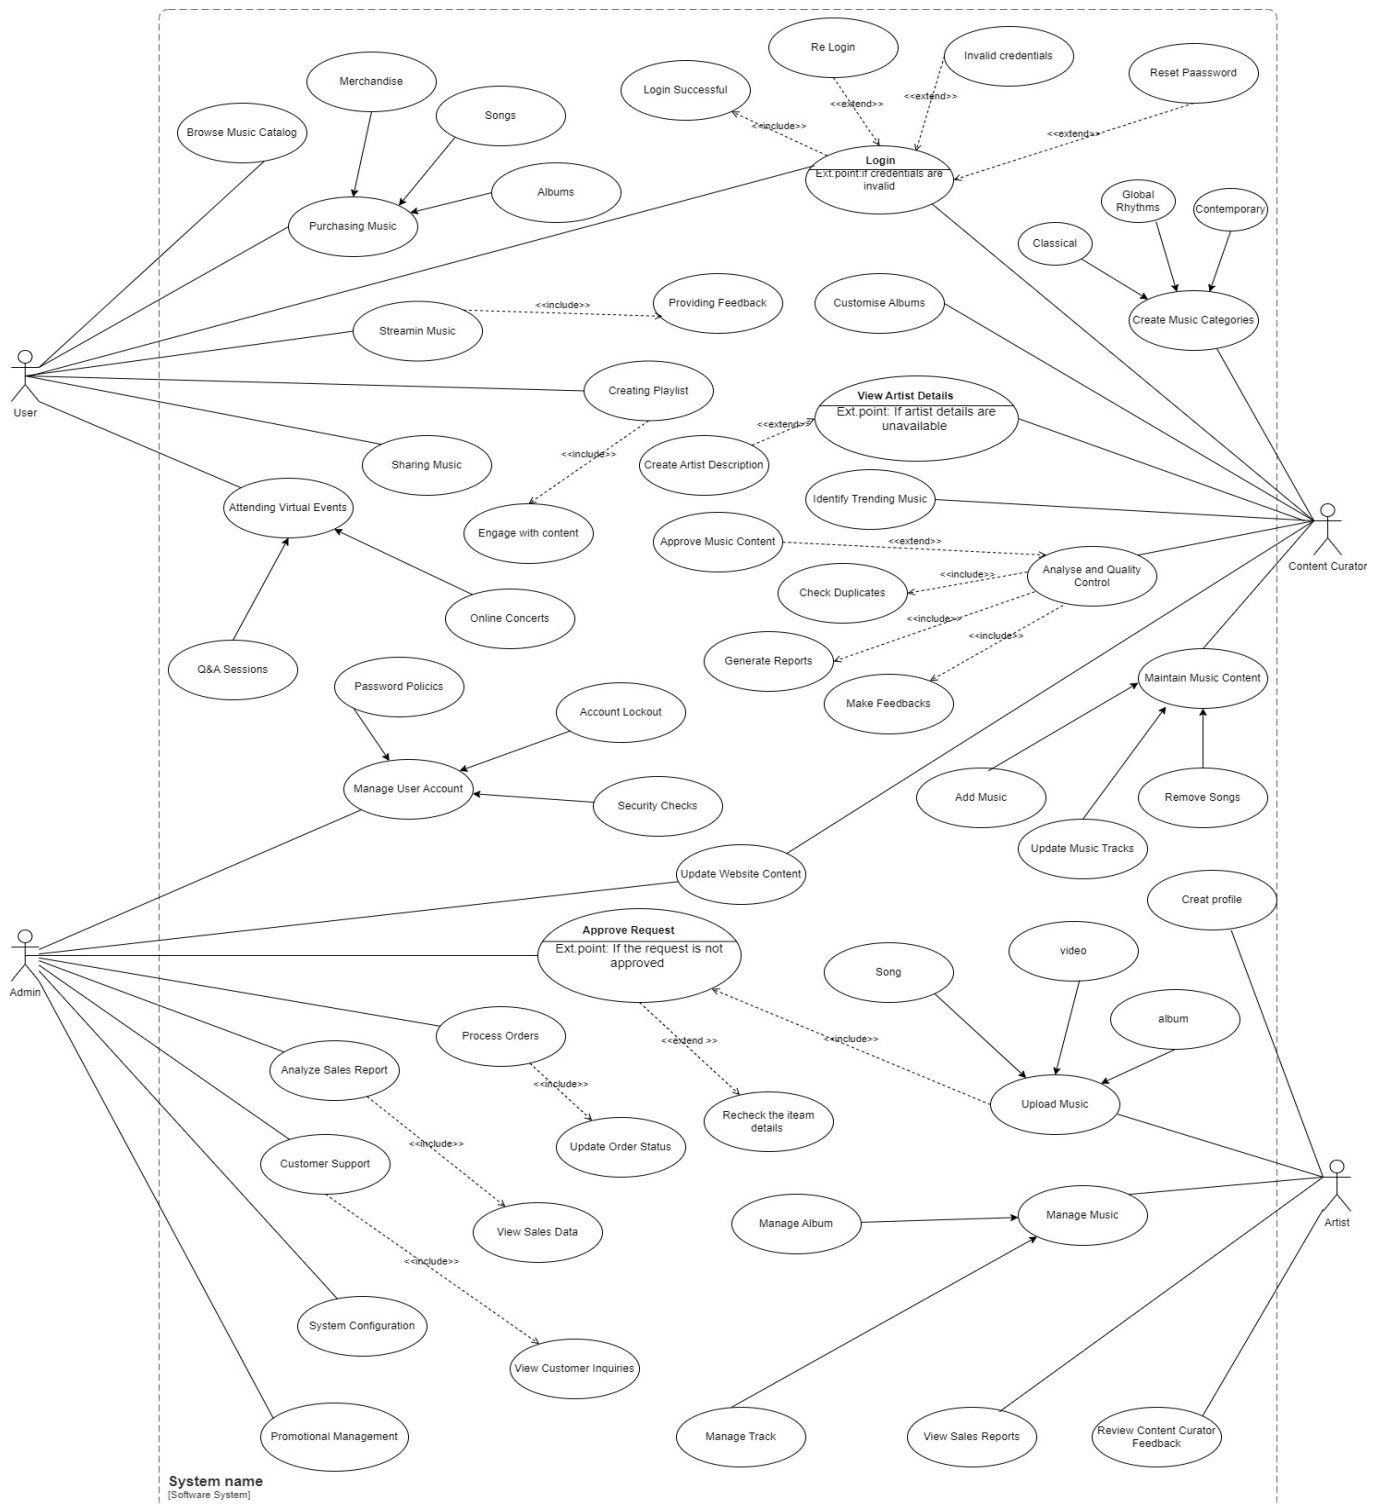 Re Login
Invalid credentials
Reset Paassword
Merchandise
Login Successful
<<extend>>
<<extend>>
Songs
Browse Music Catalog
<<include>>
<<extend>>
Login
Ext.point:if credentials are
invalid
Albums
Global
Rhythms
Contemporary
Purchasing Music
Classical
<<include>>
Providing Feedback
Customise Albums
Create Music Categories
Streamin Music
Creating Playlist
View Artist Details
Ext.point: If artist details are
unavailable
User
<<extend>>
<<include>>
Sharing Music
Create Artist Description
Identify Trending Music
Attending Virtual Events
Engage with content
Approve Music Content
<<extend>>
Content Curator
Analyse and Quality
Control
<<include>>
Check Duplicates
Online Concerts
<<include>>
<<include>>
Q&A Sessions
Generate Reports
Maintain Music Content
Password Policics
Account Lockout
Make Feedbacks
Manage User Account
Security Checks
Add Music
Remove Songs
Update Music Tracks
Update Website Content
Creat profile
Approve Request
Ext.point: If the request is not
approved
video
Song
Admin
album
Process Orders
<<extend >>
<<include>>
Analyze Sales Report
<<include>>
Upload Music
Recheck the iteam
details
<<include>>
Update Order Status
Customer Support
Manage Album
Manage Music
Artist
View Sales Data
<<include>>
System Configuration
View Customer Inquiries
Promotional Management
Manage Track
View Sales Reports
Review Content Curator
Feedback
System name
[Software System]